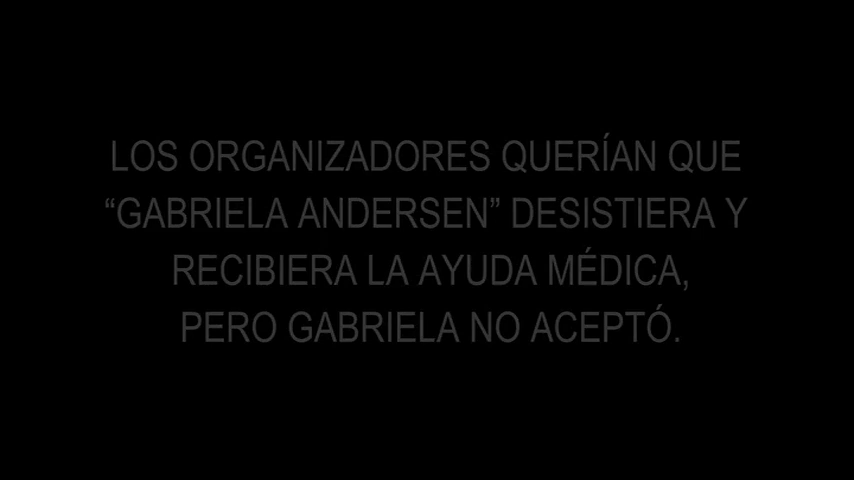 LOS ORGANIZADORES QUERÍAN QUE
“GABRIELA ANDERSEN” DESISTIERA Y
RECIBIERA LA AYUDA MÉDICA,
PERO GABRIELA NO ACEPTÓ.